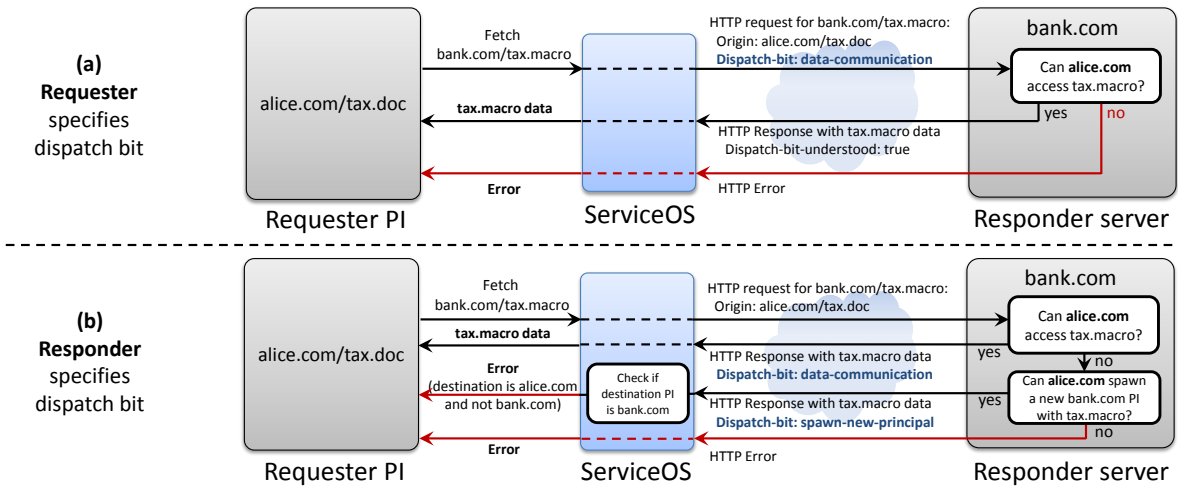 (a)
Requester
specifies
dispatch bit
alice.com/tax.doc
Requester PI
Fetch
bank.com/tax.macro
tax.macro data
Error
ServiceOS
HTTP request for bank.com/tax.macro:
Origin: alice.com/tax.doc
Dispatch-bit: data-communication
HTTP Response with tax.macro data
Dispatch-bit-understood: true
HTTP Error
bank.com
Can alice.com
access tax.macro?
yes
no
Responder server
(b)
Responder
specifies
dispatch bit
alice.com/tax.doc
Requester PI
Fetch
bank.com/tax.macro
tax.macro data
Error
(destination is alice.com
and not bank.com)
Error
Check if
destination PI
is bank.com
ServiceOS
HTTP request for bank.com/tax.macro:
Origin: alice.com/tax.doc
HTTP Response with tax.macro data
Dispatch-bit: data-communication
HTTP Response with tax.macro data
Dispatch-bit: spawn-new-principal
HTTP Error
bank.com
Can alice.com
access tax.macro?
yes
no
Can alice.com spawn
a new bank.com PI
with tax.macro?
yes
no
Responder server